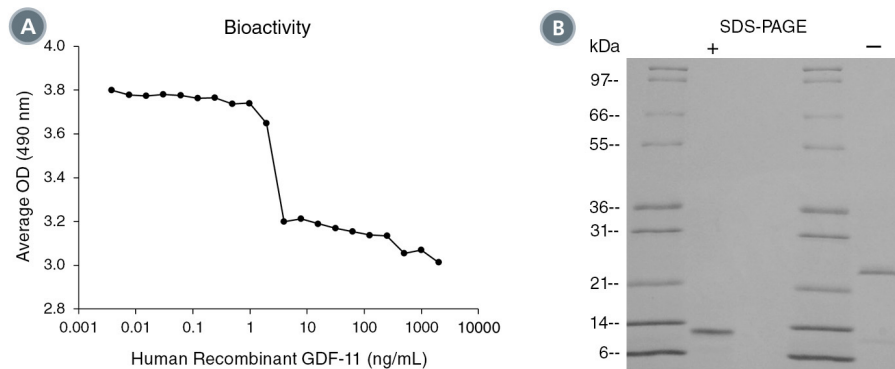 A
Bioactivity
4.0
3.8
3.6
3.4
3.2
3.0
2.8
Average OD (490 nm)
0.001 0.01 0.1 1 10 100 1000 10000
Human Recombinant GDF-11 (ng/mL)
B
SDS-PAGE
kDa + −
97--
66--
55--
36--
31--
21--
14--
6--